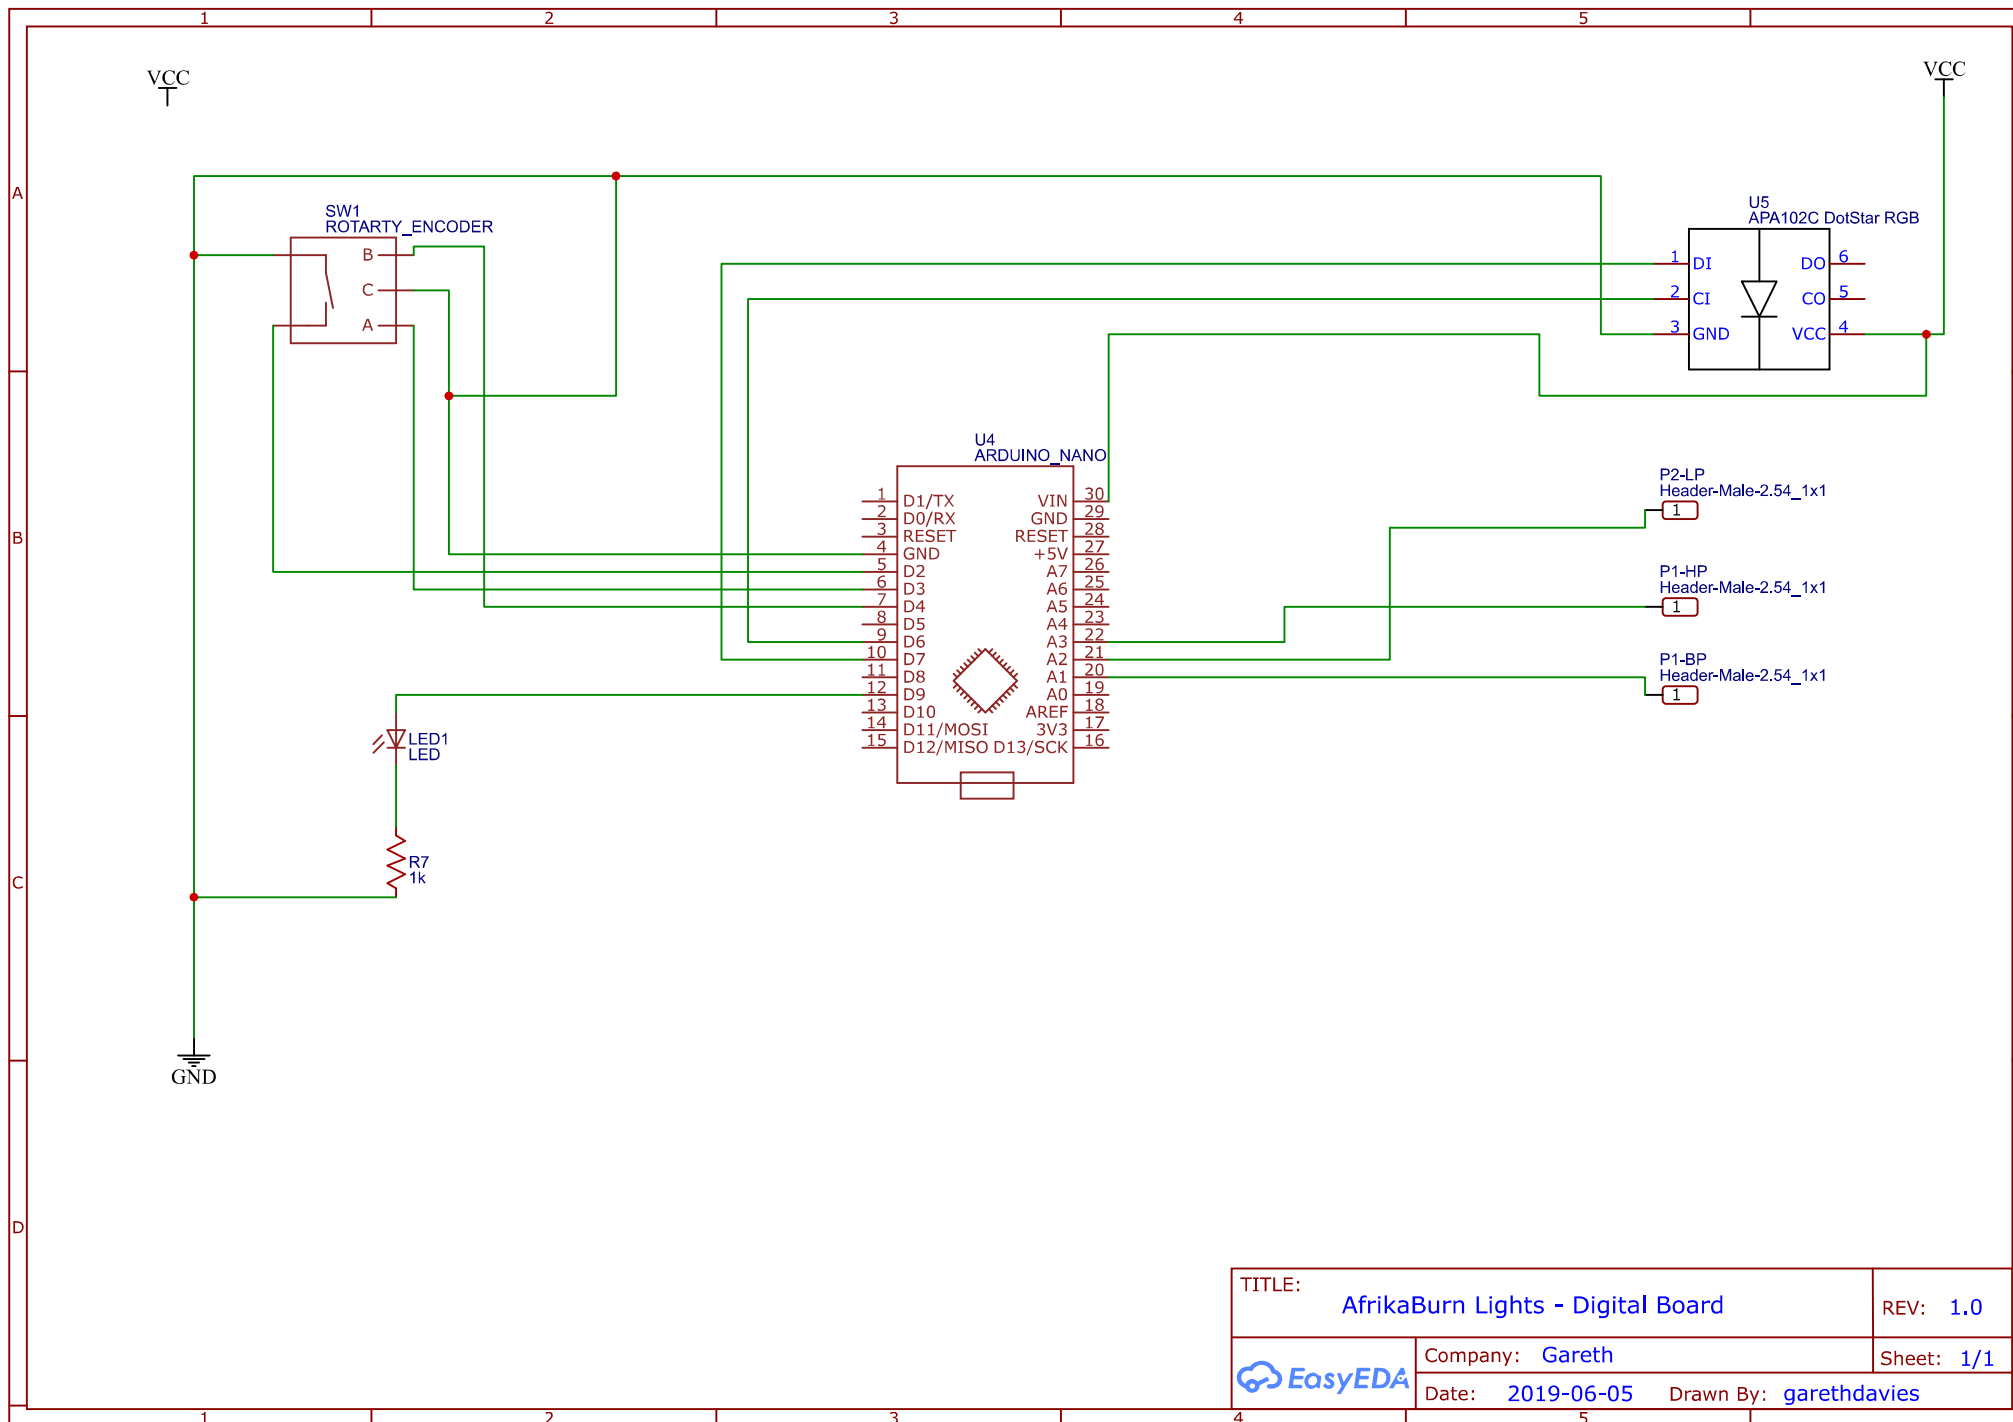 1 2 3 4 5
VCC
VCC
A
SW1
ROTARTY_ENCODER
B
C
A
U5
APA102C DotStar RGB
1 DI DO 6
2 CI CO 5
3 GND VCC 4
U4
ARDUINO_NANO
1 D1/TX VIN 30
2 D0/RX GND 29
3 RESET RESET 28
4 GND +5V 27
5 D2 A7 26
6 D3 A6 25
7 D4 A5 24
8 D5 A4 23
9 D6 A3 22
10 D7 A2 21
11 D8 A1 20
12 D9 A0 19
13 D10 AREF 18
14 D11/MOSI 3V3 17
15 D12/MISO D13/SCK 16
P2-LP
Header-Male-2.54_1x1
1
B
P1-HP
Header-Male-2.54_1x1
1
P1-BP
Header-Male-2.54_1x1
1
LED1
LED
R7
1k
C
GND
D
TITLE:
AfrikaBurn Lights - Digital Board
REV: 1.0
EasyEDA
Company: Gareth
Sheet: 1/1
Date: 2019-06-05 Drawn By: garethdavies
1 2 3 4 5